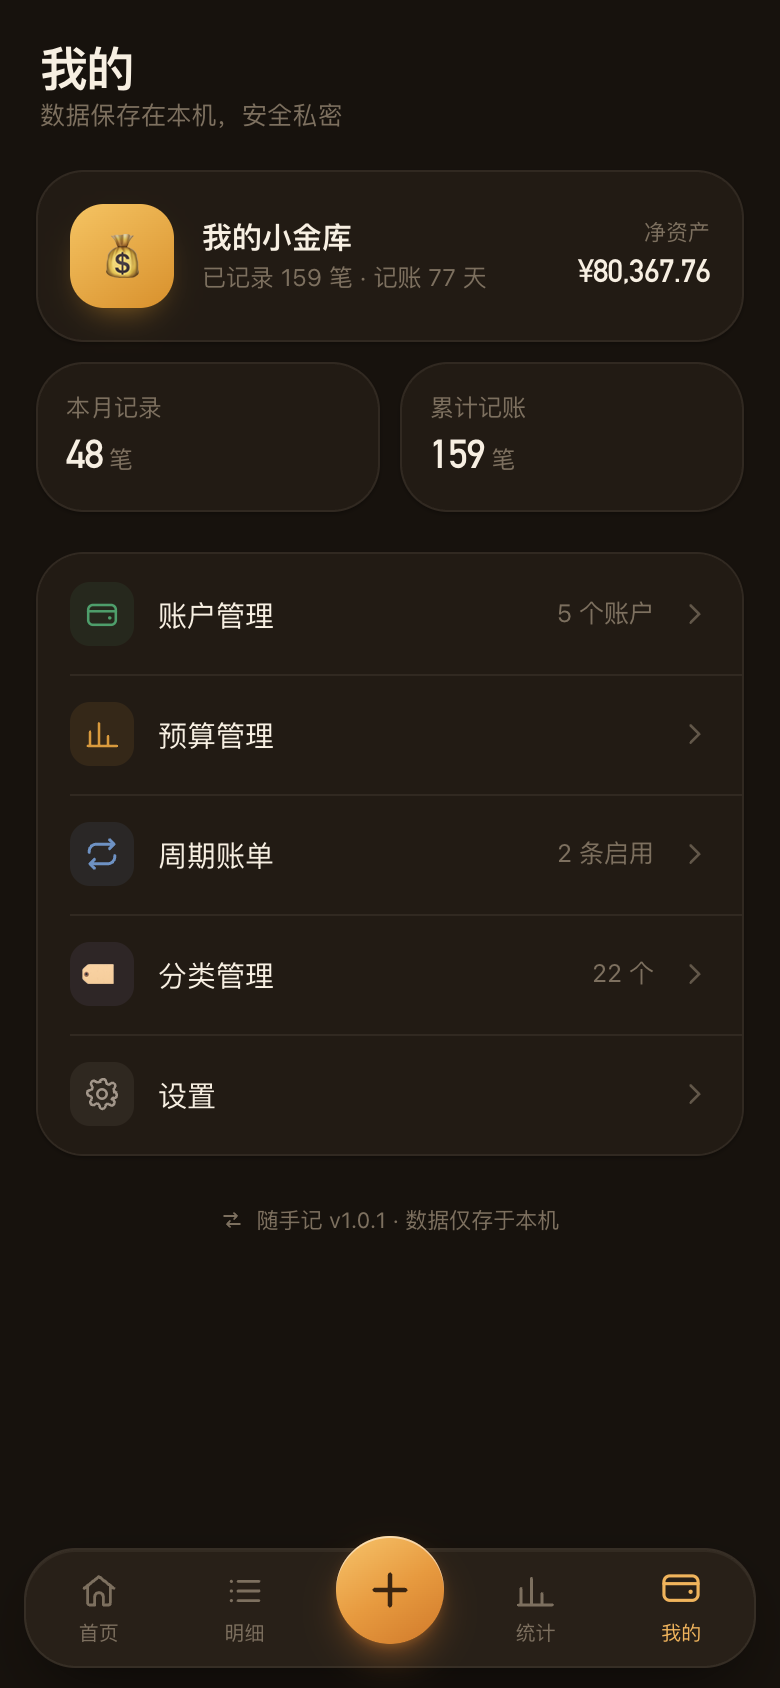 我的
数据保存在本机，安全私密
我的小金库
已记录 159 笔 · 记账 77 天
净资产
¥80,367.76
本月记录
48 笔
累计记账
159 笔
账户管理 5 个账户
预算管理
周期账单 2 条启用
分类管理 22 个
设置
随手记 v1.0.1 · 数据仅存于本机
首页 明细 统计 我的